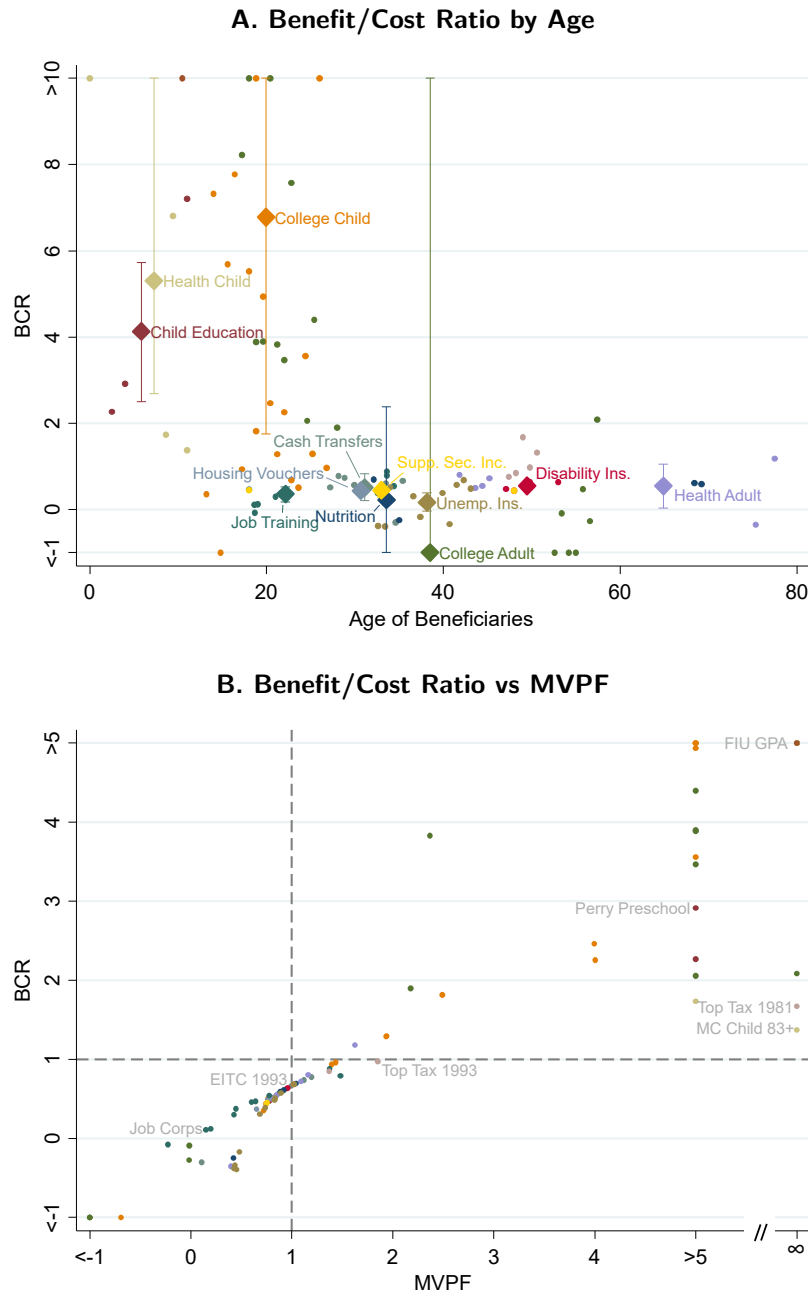 A. Benefit/Cost Ratio by Age
>10
8
6
4
2
0
<-1
BCR
College Child
Health Child
Child Education
Cash Transfers
Supp. Sec. Inc.
Housing Vouchers
Disability Ins.
Health Adult
Job Training
Nutrition
Unemp. Ins.
College Adult
0 20 40 60 80
Age of Beneficiaries
B. Benefit/Cost Ratio vs MVPF
>5
4
3
2
1
0
<-1
BCR
FIU GPA
Perry Preschool
Top Tax 1981
MC Child 83+
EITC 1993
Top Tax 1993
Job Corps
<-1 0 1 2 3 4 >5 // ∞
MVPF